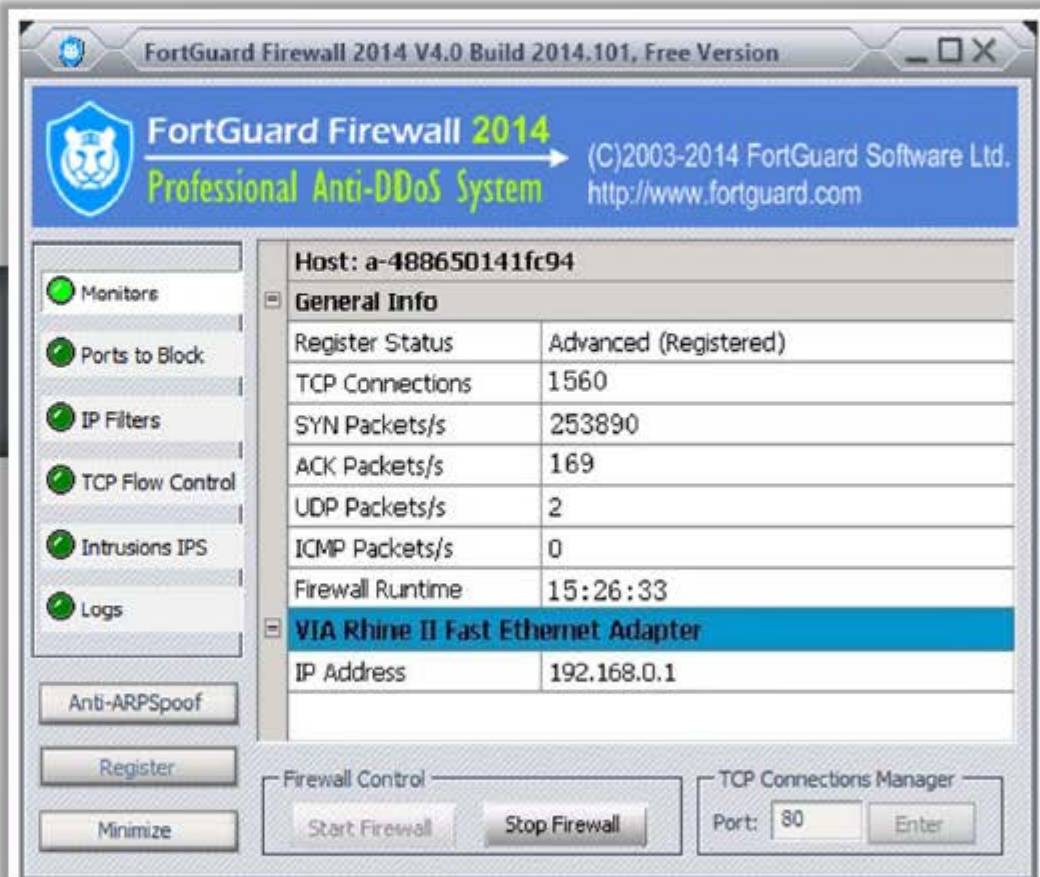 FortGuard Firewall 2014 V4.0 Build 2014.101, Free Version
FortGuard Firewall 2014
Professional Anti-DDoS System
(C)2003-2014 FortGuard Software Ltd.
http://www.fortguard.com
Monitors
Ports to Block
IP Filters
TCP Flow Control
Intrusions IPS
Logs
Anti-ARPSpoof
Register
Minimize
Host: a-488650141fc94
General Info
Register Status Advanced (Registered)
TCP Connections 1560
SYN Packets/s 253890
ACK Packets/s 169
UDP Packets/s 2
ICMP Packets/s 0
Firewall Runtime 15:26:33
VIA Rhine II Fast Ethernet Adapter
IP Address 192.168.0.1
Firewall Control
Start Firewall Stop Firewall
TCP Connections Manager
Port: 80 Enter